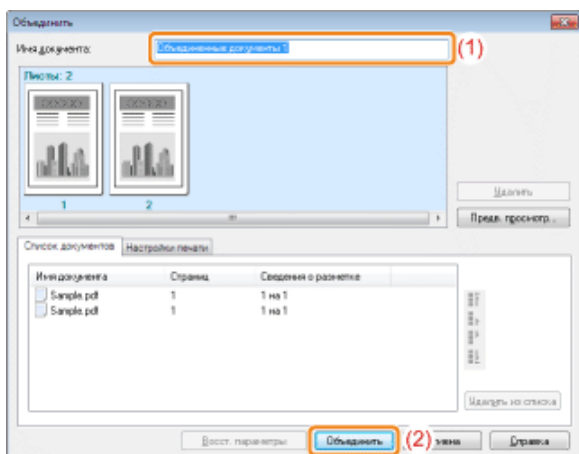 Объединить
Имя документа:
Объединенные документы 1
(1)
Листы: 2
1
2
Удалить
Предв. просмотр...
Список документов
Настройки печати
Имя документа Страниц Сведения о разметке
Sample.pdf 1 1 на 1
Sample.pdf 1 1 на 1
Удалить из списка
Восст. параметры
Объединить
(2)
Справка